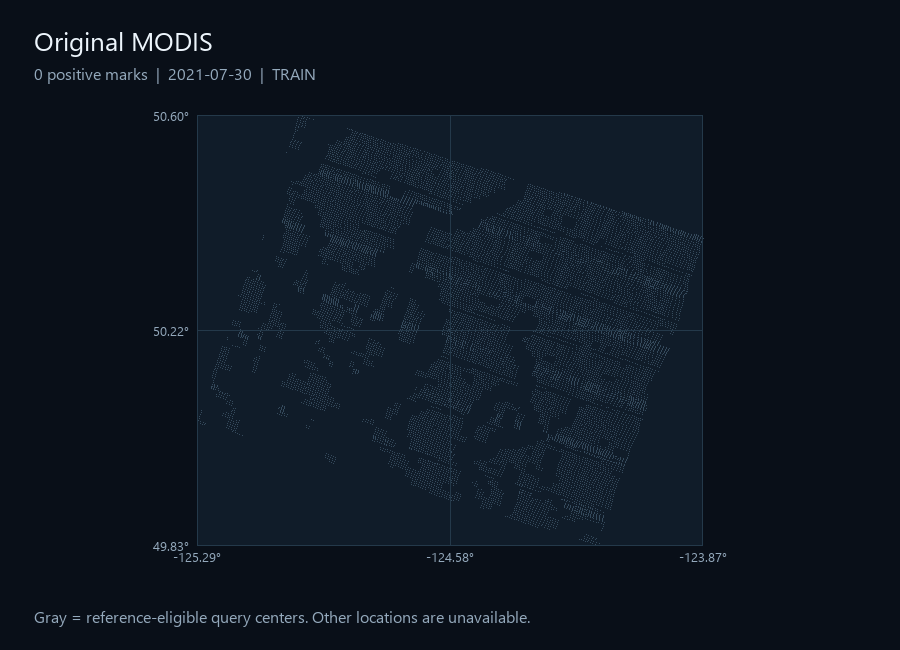 Original MODIS
0 positive marks | 2021-07-30 | TRAIN
50.60°
50.22°
49.83°
-125.29°
-124.58°
-123.87°
Gray = reference-eligible query centers. Other locations are unavailable.